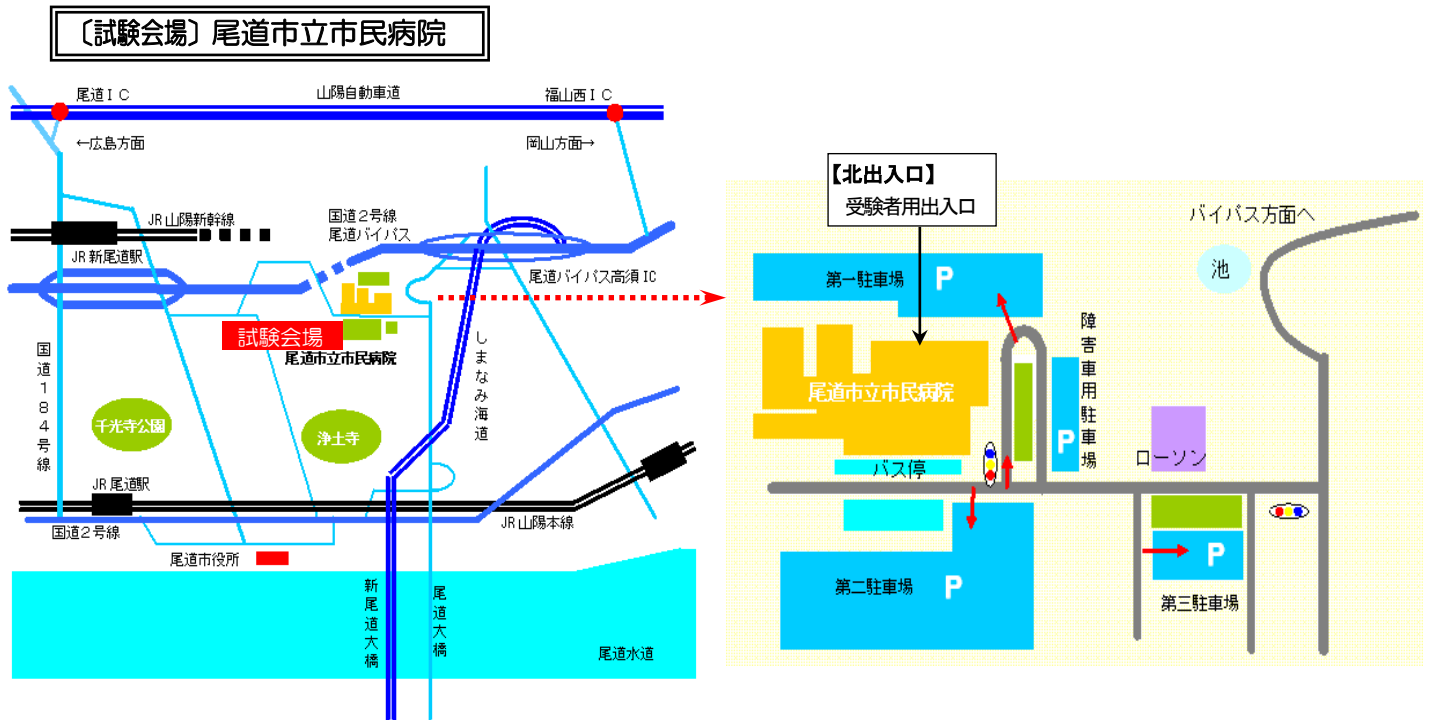 〔試験会場〕尾道市立市民病院
尾道ＩＣ
山陽自動車道
福山西ＩＣ
←広島方面
岡山方面→
JR山陽新幹線
JR新尾道駅
国道２号線
尾道バイパス
尾道バイパス高須IC
試験会場
尾道市立市民病院
国道１８４号線
しまなみ海道
千光寺公園
浄土寺
JR尾道駅
国道２号線
JR山陽本線
尾道市役所
新尾道大橋
尾道大橋
尾道水道
【北出入口】
受験者用出入口
バイパス方面へ
池
第一駐車場 P
障害車用駐車場
P
尾道市立市民病院
バス停
ローソン
第二駐車場 P
P
第三駐車場